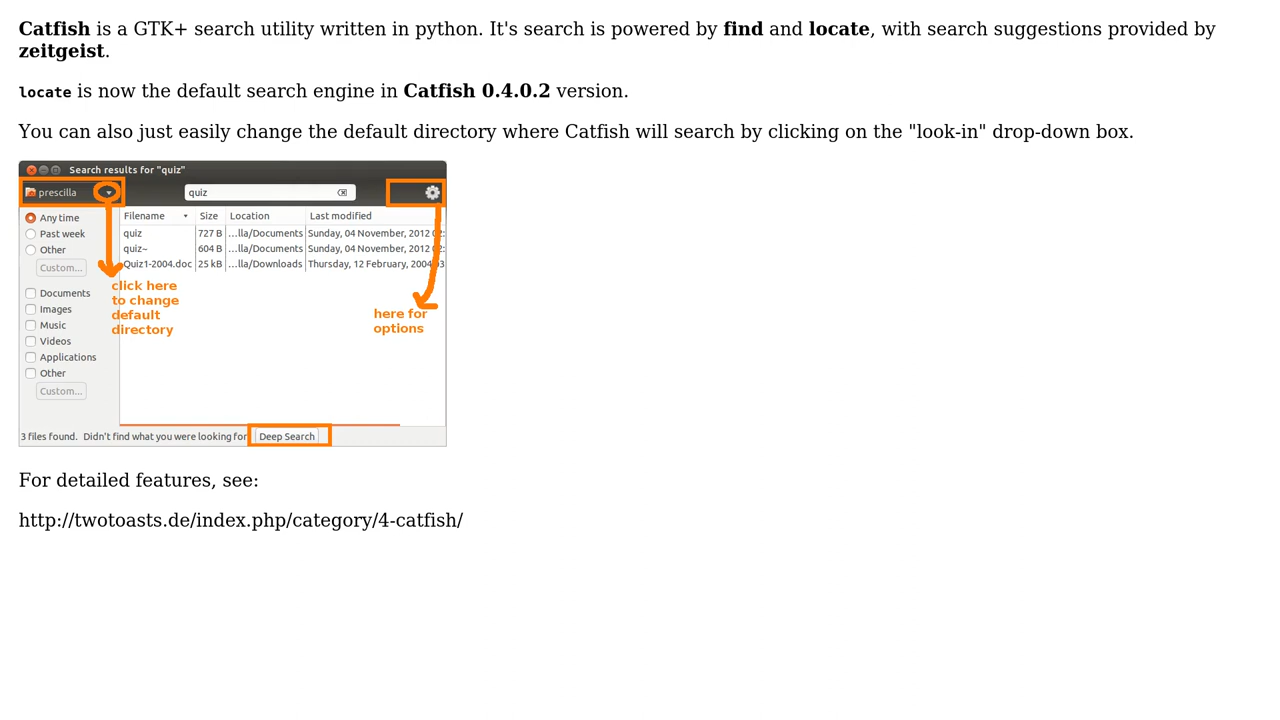 Catfish is a GTK+ search utility written in python. It's search is powered by find and locate, with search suggestions provided by
zeitgeist.
locate is now the default search engine in Catfish 0.4.0.2 version.
You can also just easily change the default directory where Catfish will search by clicking on the "look-in" drop-down box.
Search results for "quiz"
prescilla
quiz
Any time
Past week
Other
Custom...
Documents
Images
Music
Videos
Applications
Other
Custom...
Filename Size Location Last modified
quiz 727 B ...lla/Documents Sunday, 04 November, 2012 02:
quiz~ 604 B ...lla/Documents Sunday, 04 November, 2012 02:
Quiz1-2004.doc 25 kB ...lla/Downloads Thursday, 12 February, 2004 03
click here
to change
default
directory
here for
options
3 files found. Didn't find what you were looking for Deep Search
For detailed features, see:
http://twotoasts.de/index.php/category/4-catfish/